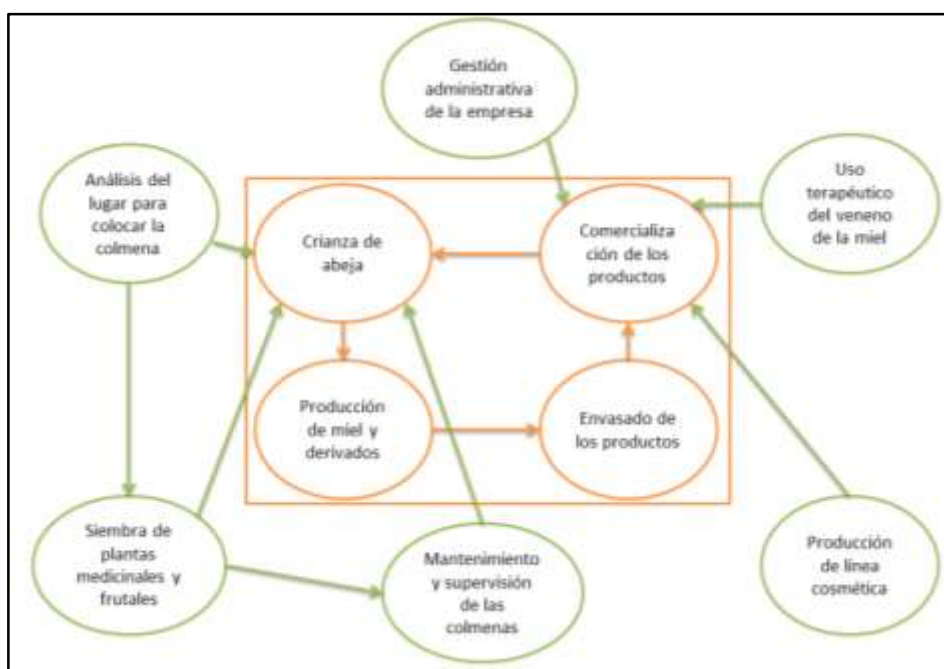 Gestión
administrativa
de la empresa
Análisis del
lugar para
colocar la
colmena
Uso
terapéutico
del veneno
de la miel
Crianza de
abeja
Comercializa
ción de los
productos
Producción
de miel y
derivados
Envasado de
los productos
Siembra de
plantas
medicinales y
frutales
Mantenimiento
y supervisión
de las
colmenas
Producción
de línea
cosmética